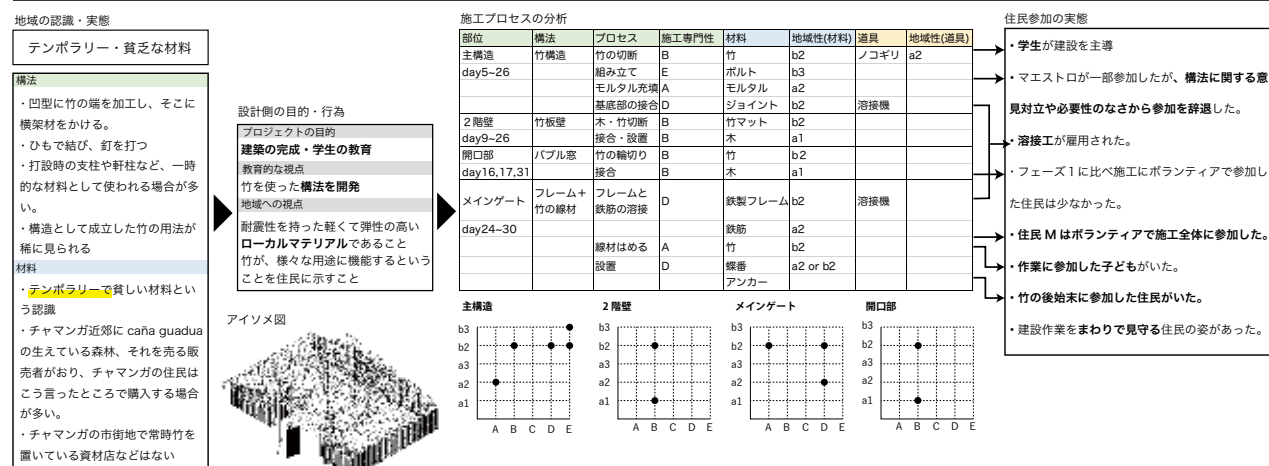 地域の認識・実態
テンポラリー・貧乏な材料
構法
・凹型に竹の端を加工し、そこに
横架材をかける。
・ひもで結び、釘を打つ
・打設時の支柱や軒柱など、一時
的な材料として使われる場合が多
い。
・構造として成立した竹の用法が
稀に見られる
材料
・テンポラリーで貧しい材料とい
う認識
・チャマンガ近郊に caña guadua
の生えている森林、それを売る販
売者がおり、チャマンガの住民は
こう言ったところで購入する場合
が多い。
・チャマンガの市街地で常時竹を
置いている資材店などはない
設計側の目的・行為
プロジェクトの目的
建築の完成・学生の教育
教育的な視点
竹を使った構法を開発
地域への視点
耐震性を持った軽くて弾性の高い
ローカルマテリアルであること
竹が、様々な用途に機能するという
ことを住民に示すこと
アイソメ図
施工プロセスの分析
部位 構法 プロセス 施工専門性 材料 地域性(材料) 道具 地域性(道具)
主構造 竹構造 竹の切断 B 竹 b2 ノコギリ a2
day5~26 組み立て E ボルト b3
モルタル充填 A モルタル a2
基底部の接合 D ジョイント b2 溶接機
2階壁 竹板壁 木・竹切断 B 竹マット b2
day9~26 接合・設置 B 木 a1
開口部 バブル窓 竹の輪切り B 竹 b2
day16,17,31 接合 B 木 a1
メインゲート フレーム+ 竹の線材 フレームと 鉄筋の溶接 D 鉄製フレーム b2 溶接機
day24~30 鉄筋 a2
線材はめる A 竹 b2
設置 D 蝶番 a2 or b2
アンカー
主構造
b3
b2
a3
a2
a1
A B C D E
2階壁
b3
b2
a3
a2
a1
A B C D E
メインゲート
b3
b2
a3
a2
a1
A B C D E
開口部
b3
b2
a3
a2
a1
A B C D E
住民参加の実態
・学生が建設を主導
・マエストロが一部参加したが、構法に関する意
見対立や必要性のなさから参加を辞退した。
・溶接工が雇用された。
・フェーズ1に比べ施工にボランティアで参加し
た住民は少なかった。
・住民 M はボランティアで施工全体に参加した。
・作業に参加した子どもがいた。
・竹の後始末に参加した住民がいた。
・建設作業をまわりで見守る住民の姿があった。